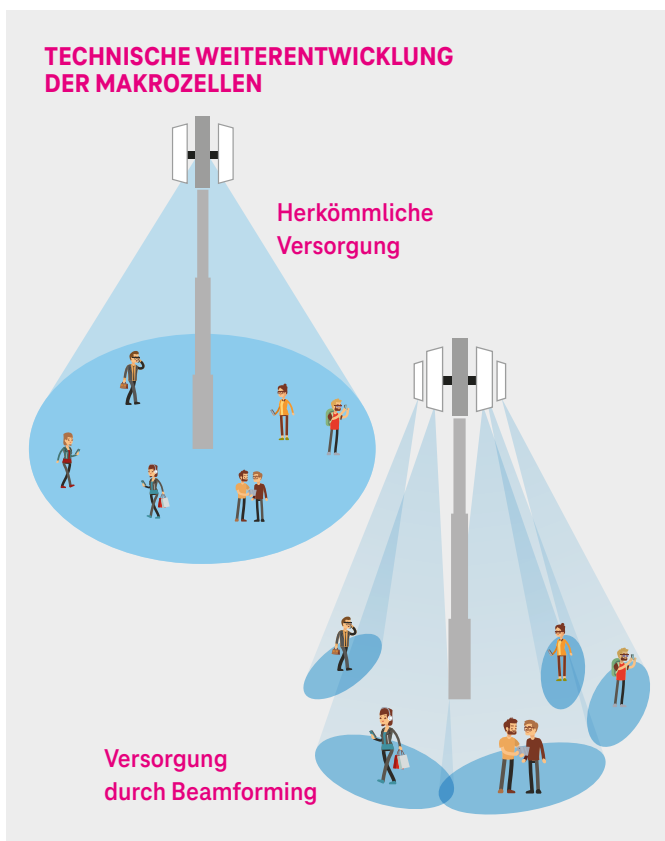 TECHNISCHE WEITERENTWICKLUNG
DER MAKROZELLEN
Herkömmliche
Versorgung
Versorgung
durch Beamforming